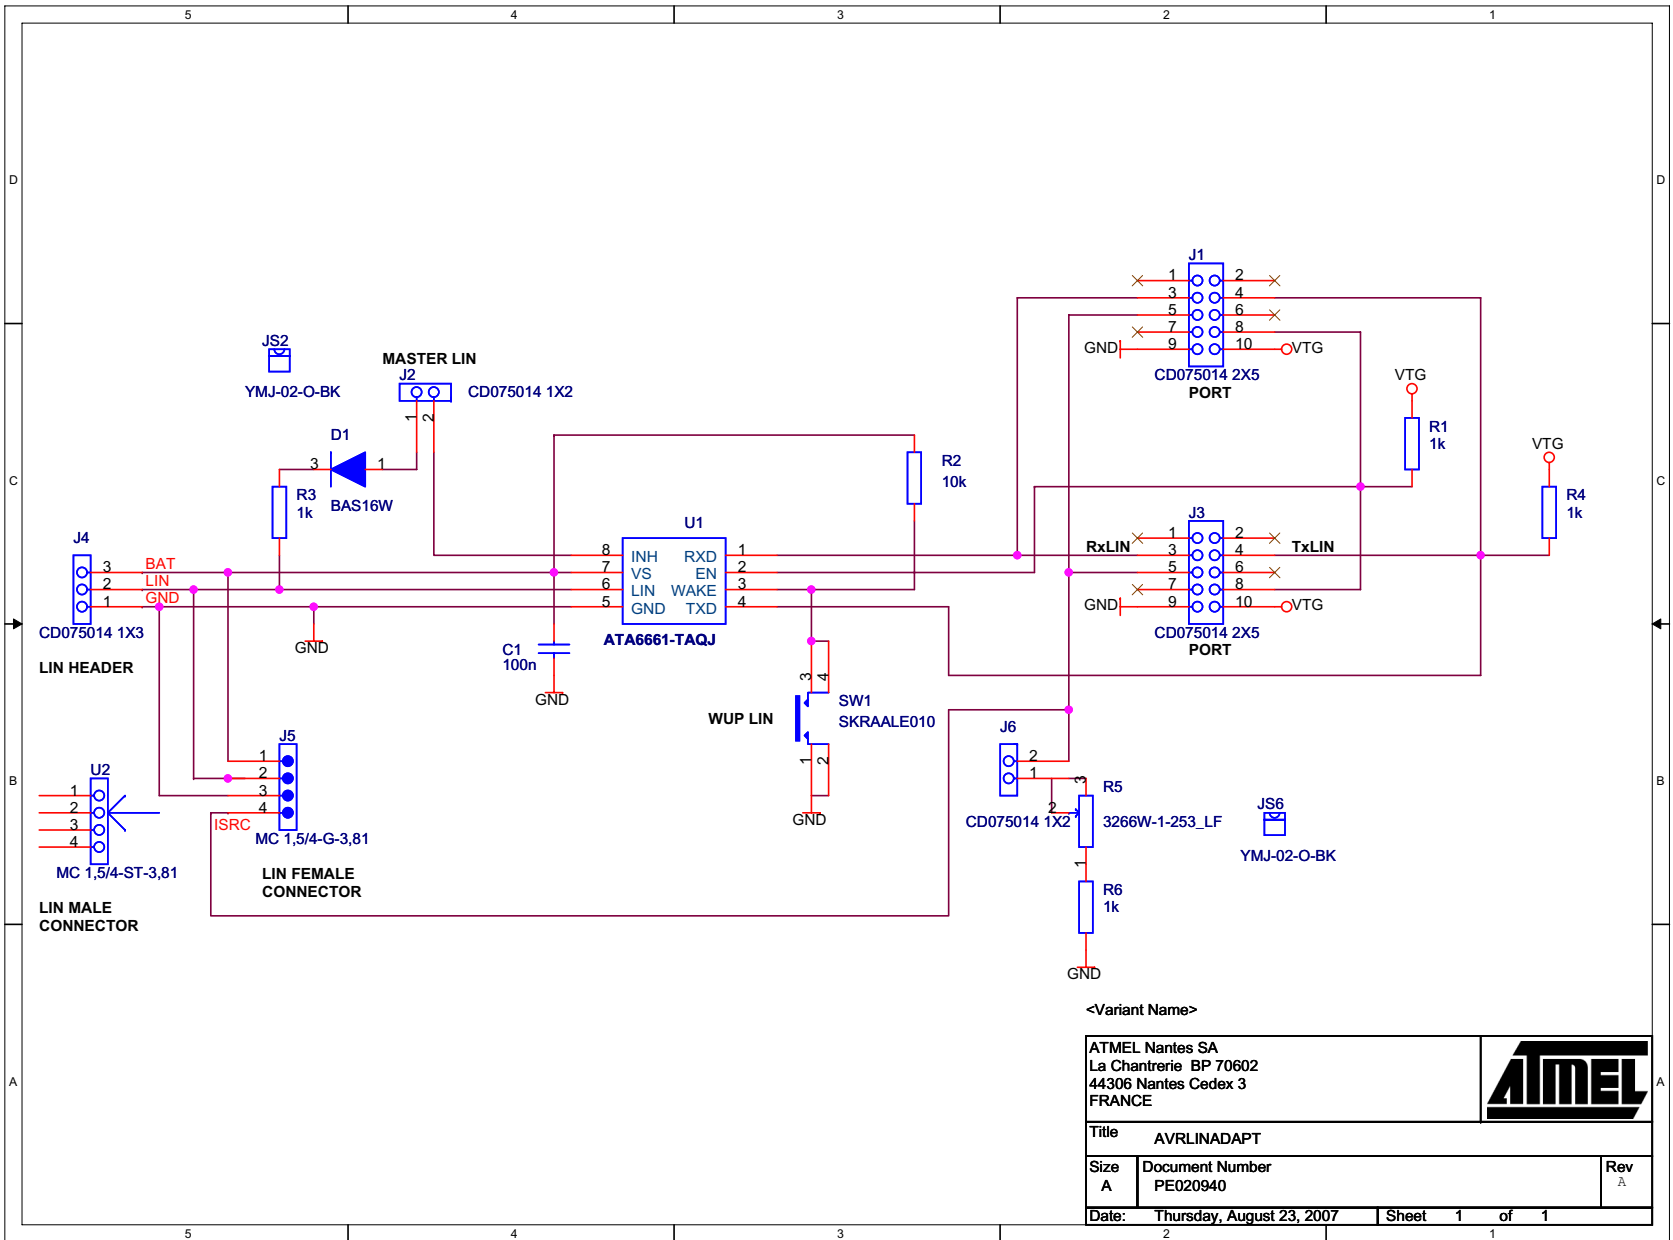 5 4 3 2 1
D D
J1
1 2
3 4
5 6
7 8
GND 9 10 VTG
CD075014 2X5
PORT
JS2
YMJ-02-O-BK
MASTER LIN
J2
CD075014 1X2
1 2
VTG
R1
1k
VTG
R4
1k
D1
3 1
BAS16W
R2
10k
C C
R3
1k
U1
8 INH RXD 1
7 VS EN 2
6 LIN WAKE 3
5 GND TXD 4
ATA6661-TAQJ
J3
1 2
RxLIN 3 4 TxLIN
5 6
7 8
GND 9 10 VTG
CD075014 2X5
PORT
J4
3 BAT
2 LIN
1 GND
CD075014 1X3
LIN HEADER
GND
C1
100n
GND
3 4
WUP LIN
SW1
SKRAALE010
1 2
GND
J5
1
2
3
4
ISRC
MC 1,5/4-G-3,81
LIN FEMALE
CONNECTOR
B B
U2
1
2
3
4
MC 1,5/4-ST-3,81
LIN MALE
CONNECTOR
J6
2
1
CD075014 1X2
3
2
R5
3266W-1-253_LF
1
R6
1k
GND
JS6
YMJ-02-O-BK
<Variant Name>
A A
ATMEL Nantes SA
La Chantrerie BP 70602
44306 Nantes Cedex 3
FRANCE
ATMEL
Title
AVRLINADAPT
Size Document Number Rev
A PE020940 A
Date: Thursday, August 23, 2007 Sheet 1 of 1
5 4 3 2 1